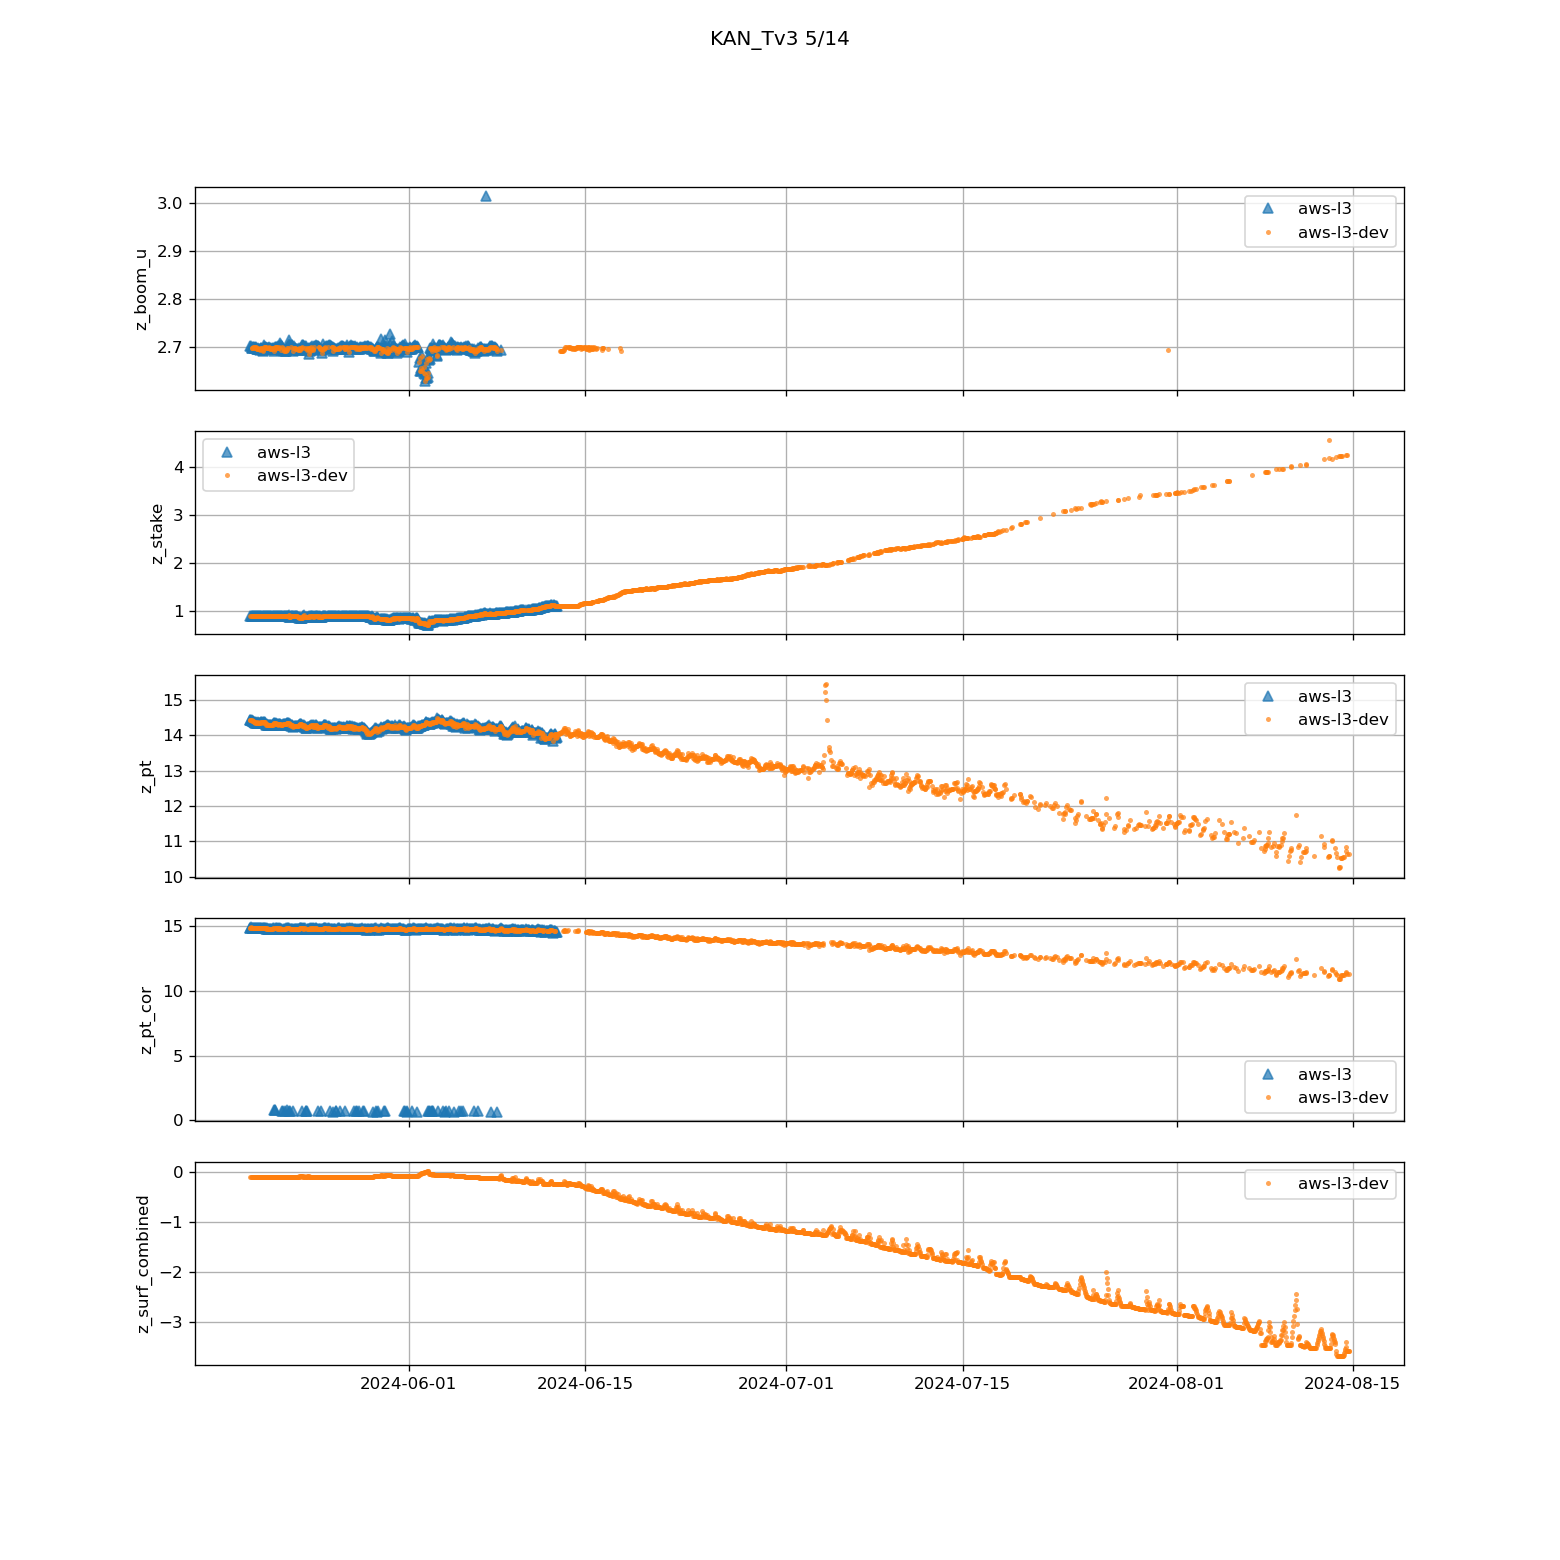 KAN_Tv3 5/14
z_boom_u
3.0
2.9
2.8
2.7
aws-l3
aws-l3-dev
z_stake
4
3
2
1
aws-l3
aws-l3-dev
z_pt
15
14
13
12
11
10
aws-l3
aws-l3-dev
z_pt_cor
15
10
5
0
aws-l3
aws-l3-dev
z_surf_combined
0
−1
−2
−3
aws-l3-dev
2024-06-01 2024-06-15 2024-07-01 2024-07-15 2024-08-01 2024-08-15